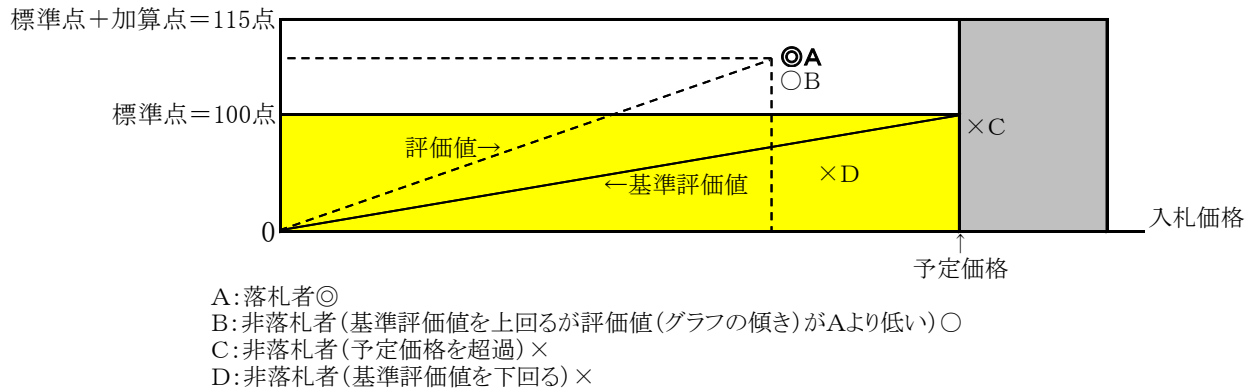 標準点＋加算点＝115点
◎A
○B
標準点＝100点
×C
評価値→
×D
←基準評価値
入札価格
0
↑
予定価格
A：落札者◎
B：非落札者（基準評価値を上回るが評価値（グラフの傾き）がAより低い）○
C：非落札者（予定価格を超過）×
D：非落札者（基準評価値を下回る）×